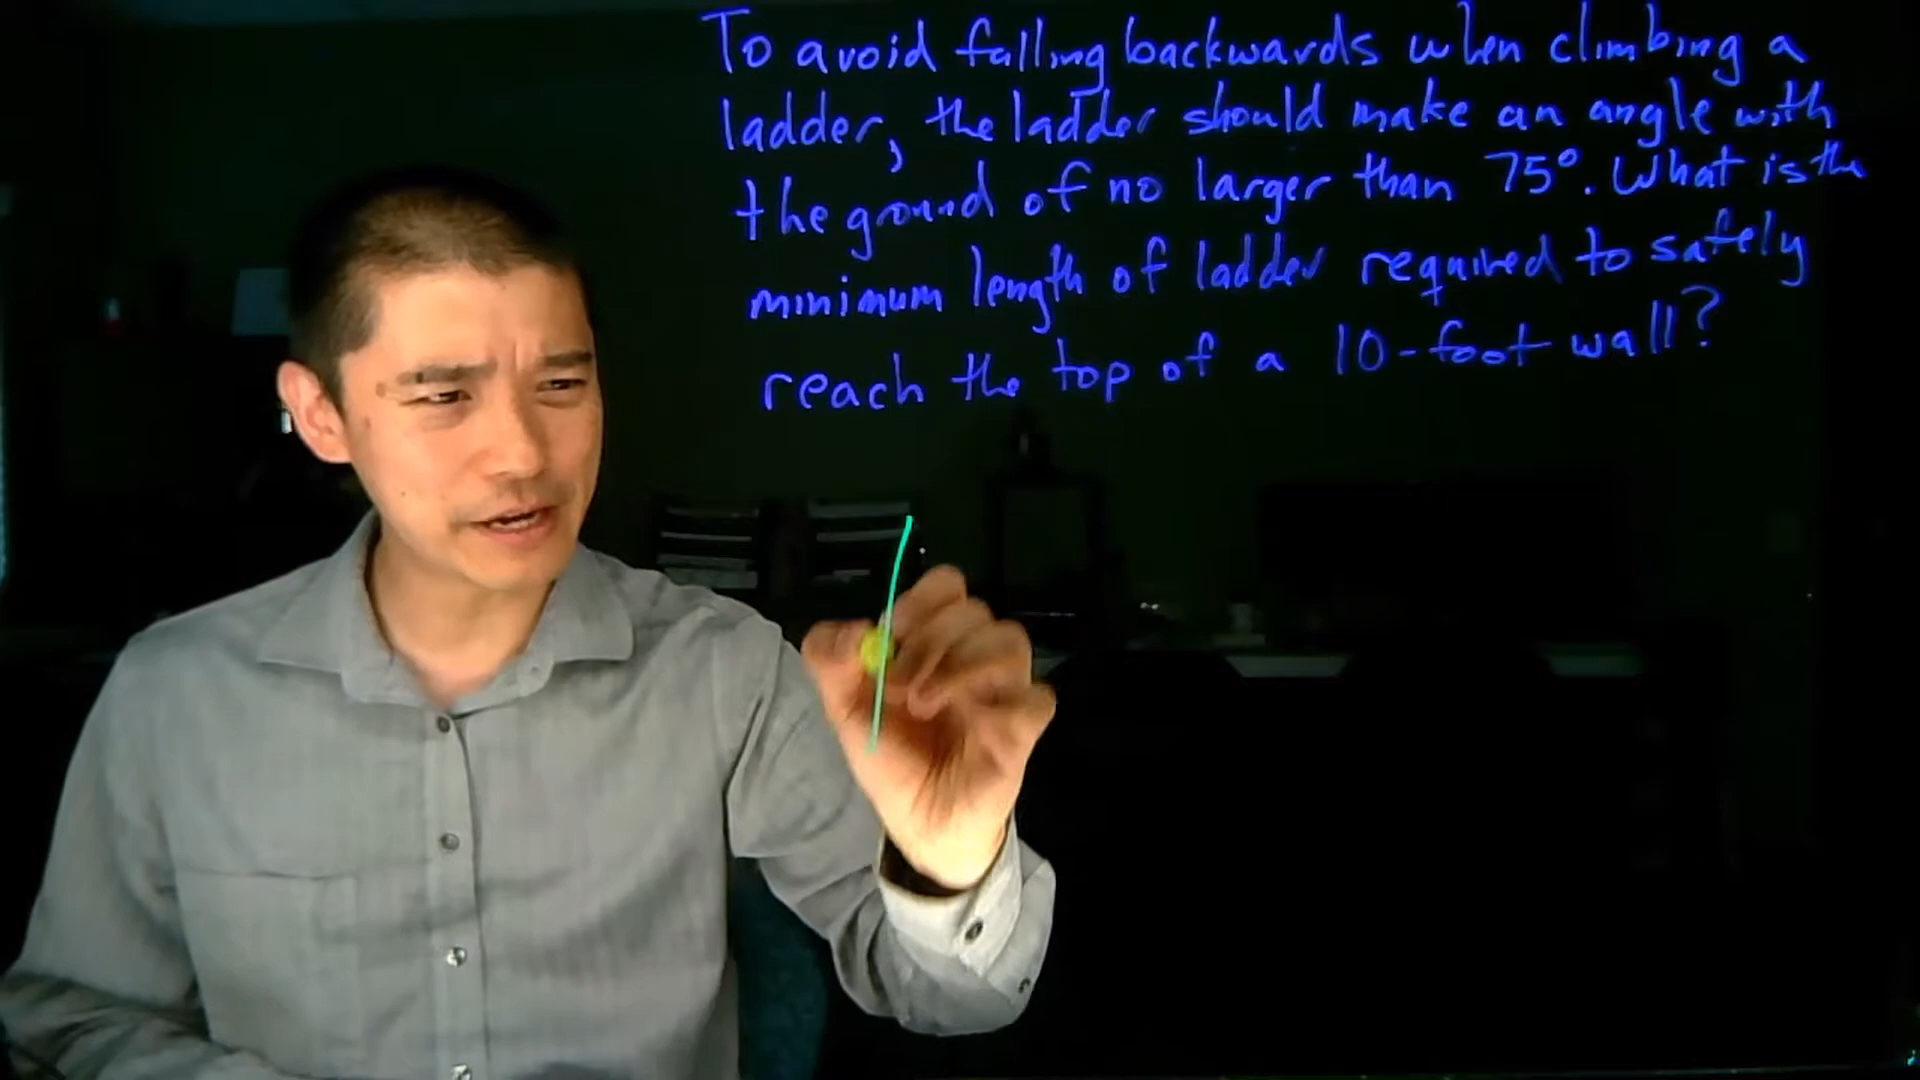 To avoid falling backwards when climbing a
ladder, the ladder should make an angle with
the ground of no larger than 75°. What is the
minimum length of ladder required to safely
reach the top of a 10-foot wall?